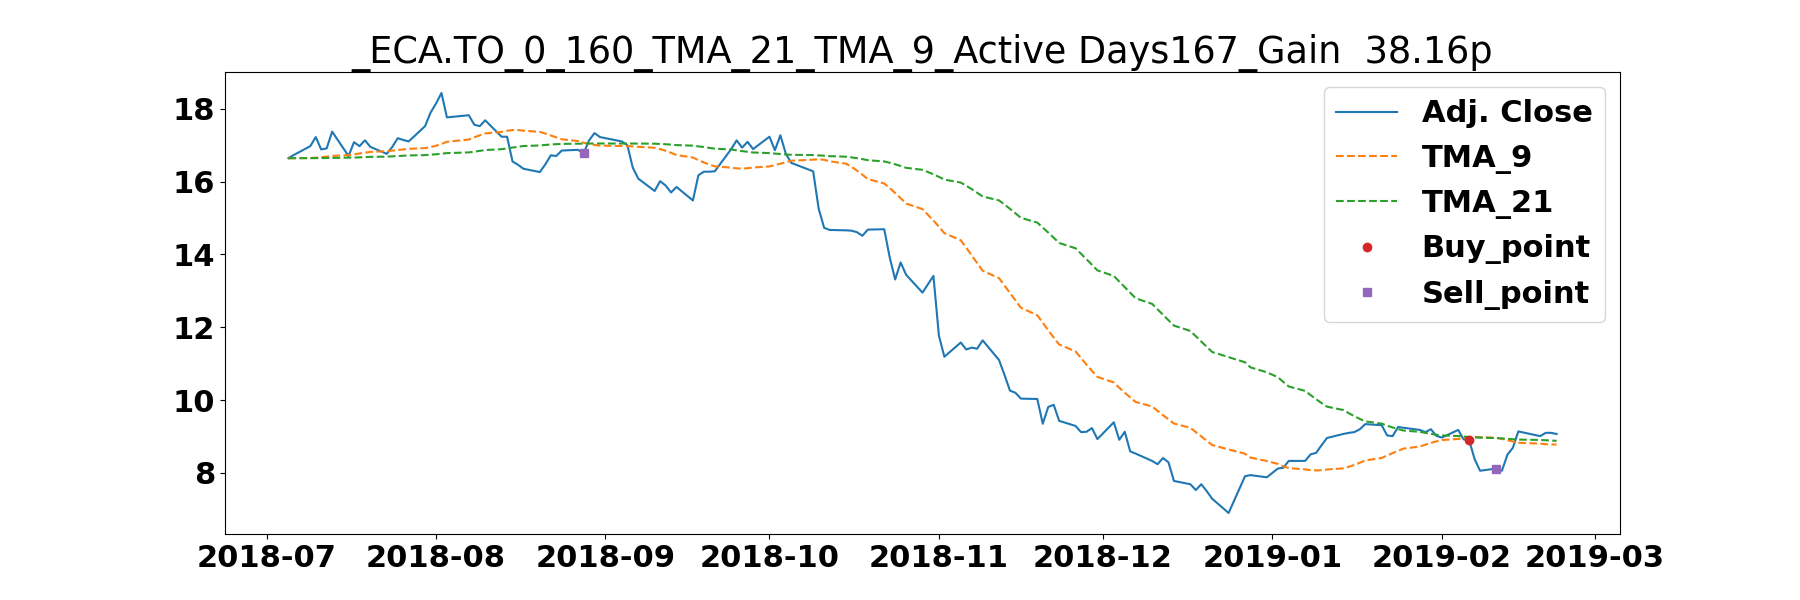 _ECA.TO_0_160_TMA_21_TMA_9_Active Days167_Gain  38.16p
18
16
14
12
10
8
Adj. Close
TMA_9
TMA_21
Buy_point
Sell_point
2018-07 2018-08 2018-09 2018-10 2018-11 2018-12 2019-01 2019-02 2019-03